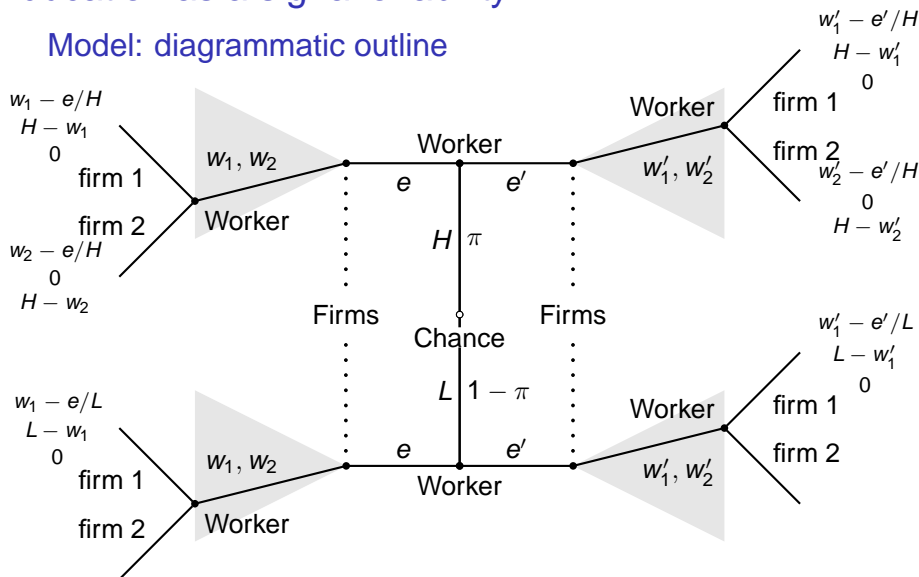 Model: diagrammatic outline
w₁ − e/H
H − w₁
0
firm 1
firm 2
w₂ − e/H
0
H − w₂
w₁, w₂
Worker
Worker
e
e′
H
π
w′₁, w′₂
Worker
w′₁ − e′/H
H − w′₁
0
firm 1
firm 2
w′₂ − e′/H
0
H − w′₂
Firms
Chance
Firms
L
1 − π
w₁ − e/L
L − w₁
0
firm 1
firm 2
w₁, w₂
Worker
e
e′
Worker
w′₁, w′₂
Worker
w′₁ − e′/L
L − w′₁
0
firm 1
firm 2